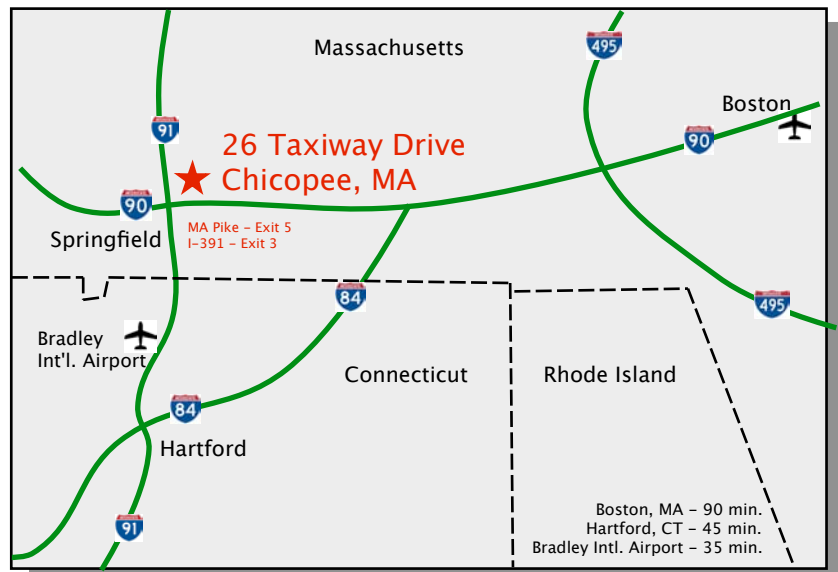 Massachusetts
495
Boston
91
90
26 Taxiway Drive
Chicopee, MA
90
MA Pike - Exit 5
I-391 - Exit 3
Springfield
84
495
Bradley
Int'l. Airport
Connecticut
Rhode Island
84
Hartford
91
Boston, MA - 90 min.
Hartford, CT - 45 min.
Bradley Intl. Airport - 35 min.